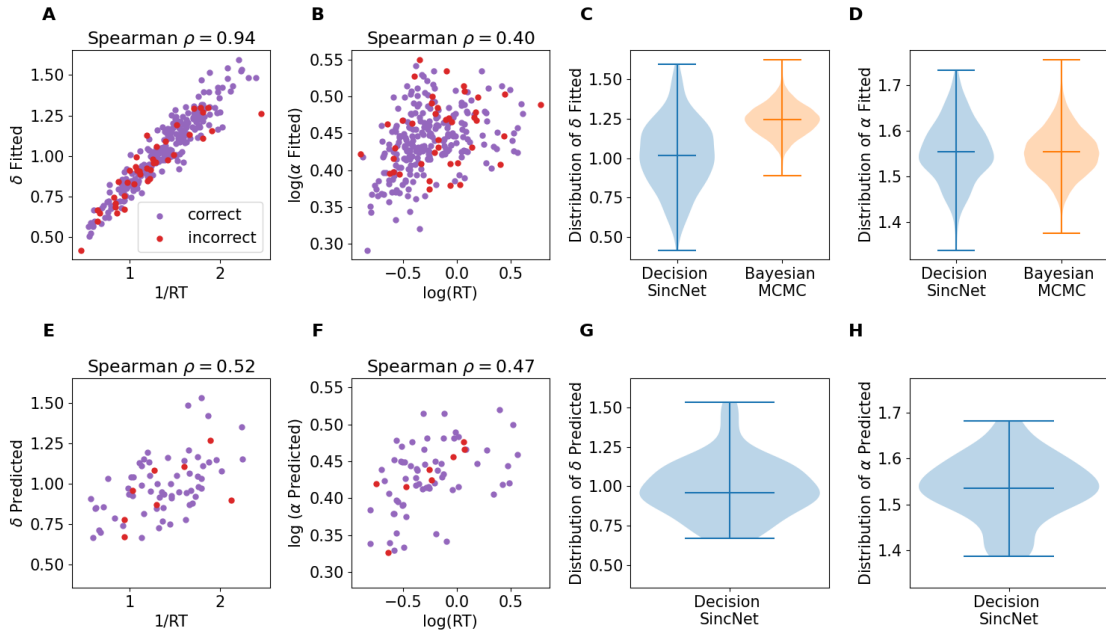 A
B
C
D
Spearman ρ = 0.94
Spearman ρ = 0.40
δ Fitted
1.50
1.25
1.00
0.75
0.50
correct
incorrect
1
2
1/RT
log(α Fitted)
0.55
0.50
0.45
0.40
0.35
0.30
−0.5
0.0
0.5
log(RT)
Distribution of δ Fitted
1.50
1.25
1.00
0.75
0.50
Decision
SincNet
Bayesian
MCMC
Distribution of α Fitted
1.7
1.6
1.5
1.4
Decision
SincNet
Bayesian
MCMC
E
F
G
H
Spearman ρ = 0.52
Spearman ρ = 0.47
δ Predicted
1.50
1.25
1.00
0.75
0.50
1
2
1/RT
log (α Predicted)
0.55
0.50
0.45
0.40
0.35
0.30
−0.5
0.0
0.5
log(RT)
Distribution of δ Predicted
1.50
1.25
1.00
0.75
0.50
Decision
SincNet
Distribution of α Predicted
1.7
1.6
1.5
1.4
Decision
SincNet